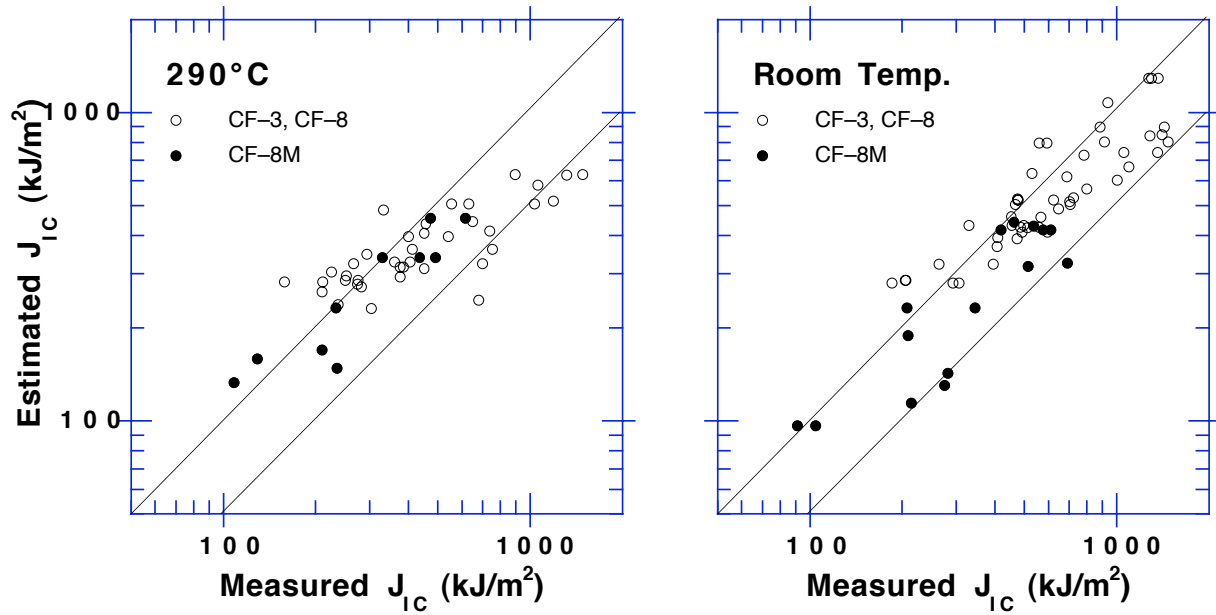 290°C
CF–3, CF–8
CF–8M
1000
100
Estimated J_IC (kJ/m²)
100 1000
Measured J_IC (kJ/m²)
Room Temp.
CF–3, CF–8
CF–8M
100 1000
Measured J_IC (kJ/m²)